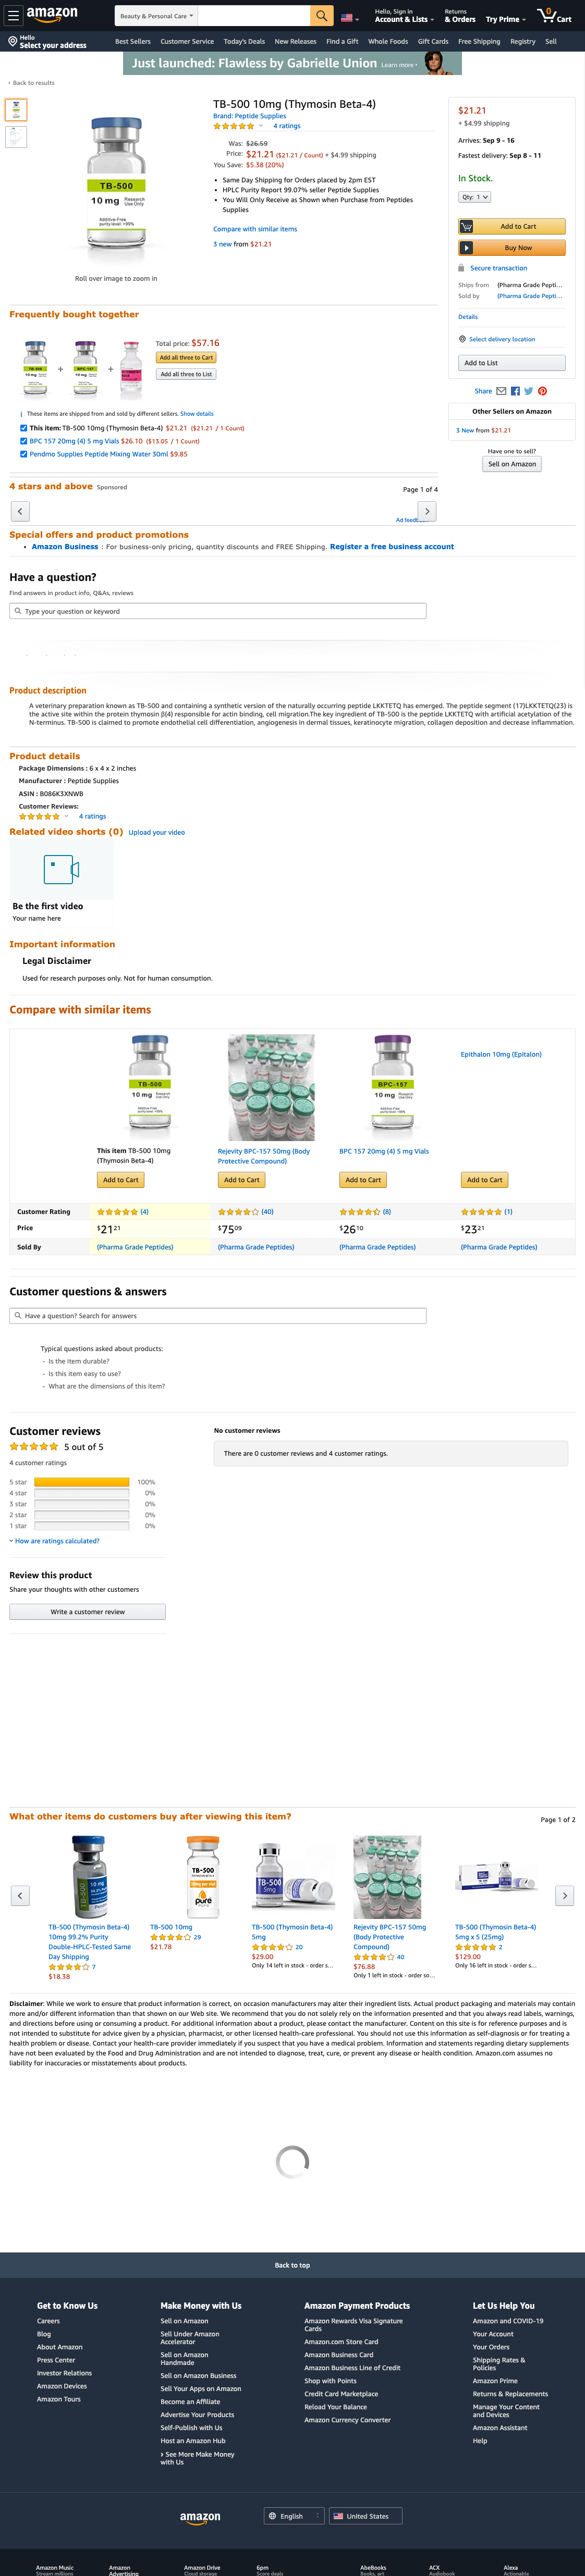 amazon
Beauty & Personal Care
Hello, Sign in
Account & Lists
Returns
& Orders
Try Prime
0
Cart
Hello
Select your address
Best Sellers
Customer Service
Today's Deals
New Releases
Find a Gift
Whole Foods
Gift Cards
Free Shipping
Registry
Sell
Just launched: Flawless by Gabrielle Union
Learn more
‹ Back to results
TB-500 10mg (Thymosin Beta-4)
Brand: Peptide Supplies
4 ratings
Was: $26.59
Price: $21.21 ($21.21 / Count) + $4.99 shipping
You Save: $5.38 (20%)
• Same Day Shipping for Orders placed by 2pm EST
• HPLC Purity Report 99.07% seller Peptide Supplies
• You Will Only Receive as Shown when Purchase from Peptides
Supplies
Compare with similar items
3 new from $21.21
TB-500
10 mg
Research
Use Only
Additive Free
purity level >99%
Roll over image to zoom in
$21.21
+ $4.99 shipping
Arrives: Sep 9 - 16
Fastest delivery: Sep 8 - 11
In Stock.
Qty: 1
Add to Cart
Buy Now
Secure transaction
Ships from (Pharma Grade Pepti...
Sold by (Pharma Grade Pepti...
Details
Select delivery location
Add to List
Share
Other Sellers on Amazon
3 New from $21.21
Have one to sell?
Sell on Amazon
Frequently bought together
TB-500
10 mg
+
BPC-157
10 mg
+
Total price: $57.16
Add all three to Cart
Add all three to List
i These items are shipped from and sold by different sellers. Show details
This item: TB-500 10mg (Thymosin Beta-4) $21.21 ($21.21 / 1 Count)
BPC 157 20mg (4) 5 mg Vials $26.10 ($13.05 / 1 Count)
Pendmo Supplies Peptide Mixing Water 30ml $9.85
4 stars and above Sponsored
Page 1 of 4
Special offers and product promotions
• Amazon Business : For business-only pricing, quantity discounts and FREE Shipping. Register a free business account
Have a question?
Find answers in product info, Q&As, reviews
Type your question or keyword
Product description
A veterinary preparation known as TB-500 and containing a synthetic version of the naturally occurring peptide LKKTETQ has emerged. The peptide segment (17)LKKTETQ(23) is
the active site within the protein thymosin β(4) responsible for actin binding, cell migration.The key ingredient of TB-500 is the peptide LKKTETQ with artificial acetylation of the
N-terminus. TB-500 is claimed to promote endothelial cell differentiation, angiogenesis in dermal tissues, keratinocyte migration, collagen deposition and decrease inflammation.
Product details
Package Dimensions : 6 x 4 x 2 inches
Manufacturer : Peptide Supplies
ASIN : B086K3XNWB
Customer Reviews:
4 ratings
Related video shorts (0) Upload your video
Be the first video
Your name here
Important information
Legal Disclaimer
Used for research purposes only. Not for human consumption.
Compare with similar items
TB-500
10 mg
Research
Use Only
Additive Free
purity level >99%
BPC-157
10 mg
Research
Use Only
Additive Free
purity level >99%
Epithalon 10mg (Epitalon)
This item TB-500 10mg
(Thymosin Beta-4)
Rejevity BPC-157 50mg (Body
Protective Compound)
BPC 157 20mg (4) 5 mg Vials
Add to Cart
Add to Cart
Add to Cart
Add to Cart
Customer Rating (4) (40) (8) (1)
Price $21 21 $75 09 $26 10 $23 21
Sold By (Pharma Grade Peptides) (Pharma Grade Peptides) (Pharma Grade Peptides) (Pharma Grade Peptides)
Customer questions & answers
Have a question? Search for answers
Typical questions asked about products:
- Is the item durable?
- Is this item easy to use?
- What are the dimensions of this item?
Customer reviews
5 out of 5
4 customer ratings
5 star 100%
4 star 0%
3 star 0%
2 star 0%
1 star 0%
How are ratings calculated?
No customer reviews
There are 0 customer reviews and 4 customer ratings.
Review this product
Share your thoughts with other customers
Write a customer review
What other items do customers buy after viewing this item?
Page 1 of 2
TB-500 (Thymosin Beta-4)
10mg 99.2% Purity
Double-HPLC-Tested Same
Day Shipping
7
$18.38
TB-500
pure
TB-500 10mg
29
$21.78
TB-500
5mg
TB-500 (Thymosin Beta-4)
5mg
20
$29.00
Only 14 left in stock - order s...
Rejevity BPC-157 50mg
(Body Protective
Compound)
40
$76.88
Only 1 left in stock - order so...
TB-500 (Thymosin Beta-4)
5mg x 5 (25mg)
2
$129.00
Only 16 left in stock - order s...
Disclaimer: While we work to ensure that product information is correct, on occasion manufacturers may alter their ingredient lists. Actual product packaging and materials may contain
more and/or different information than that shown on our Web site. We recommend that you do not solely rely on the information presented and that you always read labels, warnings,
and directions before using or consuming a product. For additional information about a product, please contact the manufacturer. Content on this site is for reference purposes and is
not intended to substitute for advice given by a physician, pharmacist, or other licensed health-care professional. You should not use this information as self-diagnosis or for treating a
health problem or disease. Contact your health-care provider immediately if you suspect that you have a medical problem. Information and statements regarding dietary supplements
have not been evaluated by the Food and Drug Administration and are not intended to diagnose, treat, cure, or prevent any disease or health condition. Amazon.com assumes no
liability for inaccuracies or misstatements about products.
Back to top
Get to Know Us
Careers
Blog
About Amazon
Press Center
Investor Relations
Amazon Devices
Amazon Tours
Make Money with Us
Sell on Amazon
Sell Under Amazon
Accelerator
Sell on Amazon
Handmade
Sell on Amazon Business
Sell Your Apps on Amazon
Become an Affiliate
Advertise Your Products
Self-Publish with Us
Host an Amazon Hub
› See More Make Money
with Us
Amazon Payment Products
Amazon Rewards Visa Signature
Cards
Amazon.com Store Card
Amazon Business Card
Amazon Business Line of Credit
Shop with Points
Credit Card Marketplace
Reload Your Balance
Amazon Currency Converter
Let Us Help You
Amazon and COVID-19
Your Account
Your Orders
Shipping Rates &
Policies
Amazon Prime
Returns & Replacements
Manage Your Content
and Devices
Amazon Assistant
Help
amazon
English
United States
Amazon Music
Stream millions
Amazon
Advertising
Amazon Drive
Cloud storage
6pm
Score deals
AbeBooks
Books, art
ACX
Audiobook
Alexa
Actionable